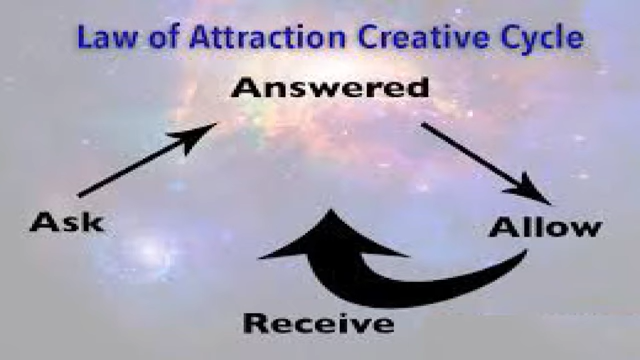 Law of Attraction Creative Cycle
Answered
Ask
Allow
Receive